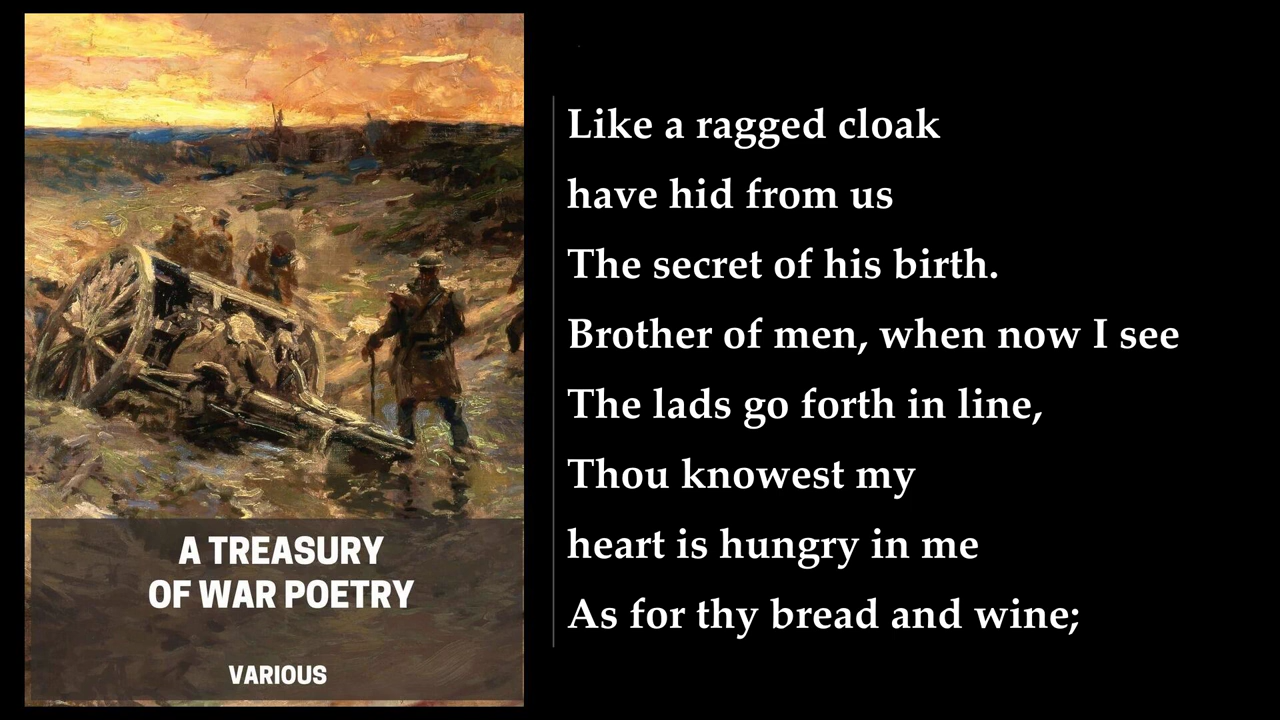 A TREASURY
OF WAR POETRY
VARIOUS
Like a ragged cloak
have hid from us
The secret of his birth.
Brother of men, when now I see
The lads go forth in line,
Thou knowest my
heart is hungry in me
As for thy bread and wine;